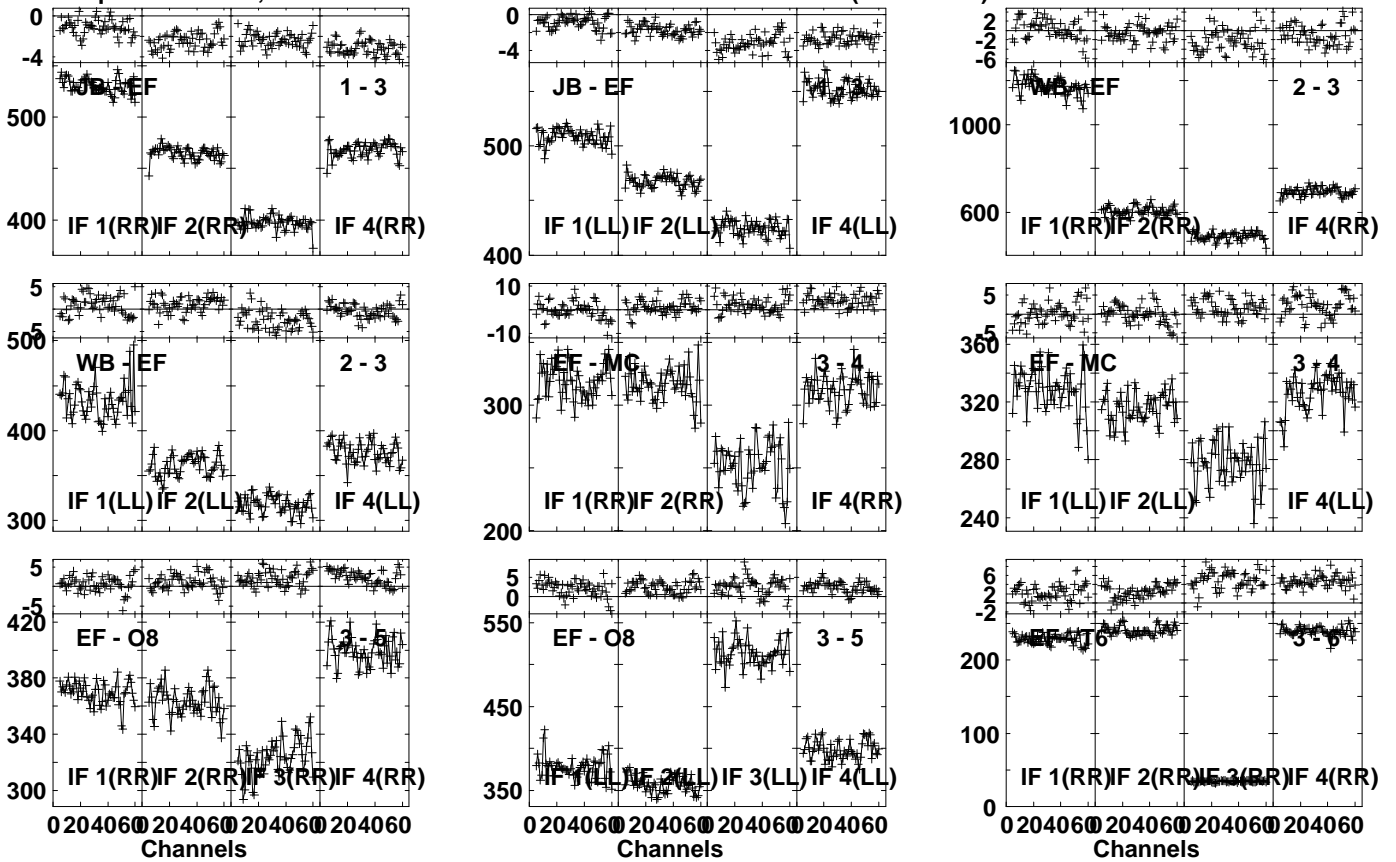 0
-4
JB - EF
1 - 3
500
400
IF 1(RR)
IF 2(RR)
IF 4(RR)
0
-4
JB - EF
1 - 3
500
400
IF 1(LL)
IF 2(LL)
IF 4(LL)
2
-2
-6
WB - EF
2 - 3
1000
600
IF 1(RR)
IF 2(RR)
IF 4(RR)
5
-5
500
WB - EF
2 - 3
400
300
IF 1(LL)
IF 2(LL)
IF 4(LL)
10
0
-10
EF - MC
3 - 4
300
200
IF 1(RR)
IF 2(RR)
IF 4(RR)
5
-5
360
EF - MC
3 - 4
320
280
240
IF 1(LL)
IF 2(LL)
IF 4(LL)
5
-5
420
EF - O8
3 - 5
380
340
300
IF 1(RR)
IF 2(RR)
IF 3(RR)
IF 4(RR)
0 204060 0 204060 0 204060 0 204060
Channels
5
0
550
EF - O8
3 - 5
450
350
IF 1(LL)
IF 2(LL)
IF 3(LL)
IF 4(LL)
0 204060 0 204060 0 204060 0 204060
Channels
6
2
-2
EF - T6
3 - 6
200
0
IF 1(RR)
IF 2(RR)
IF 3(RR)
IF 4(RR)
0 204060 0 204060 0 204060 0 204060
Channels